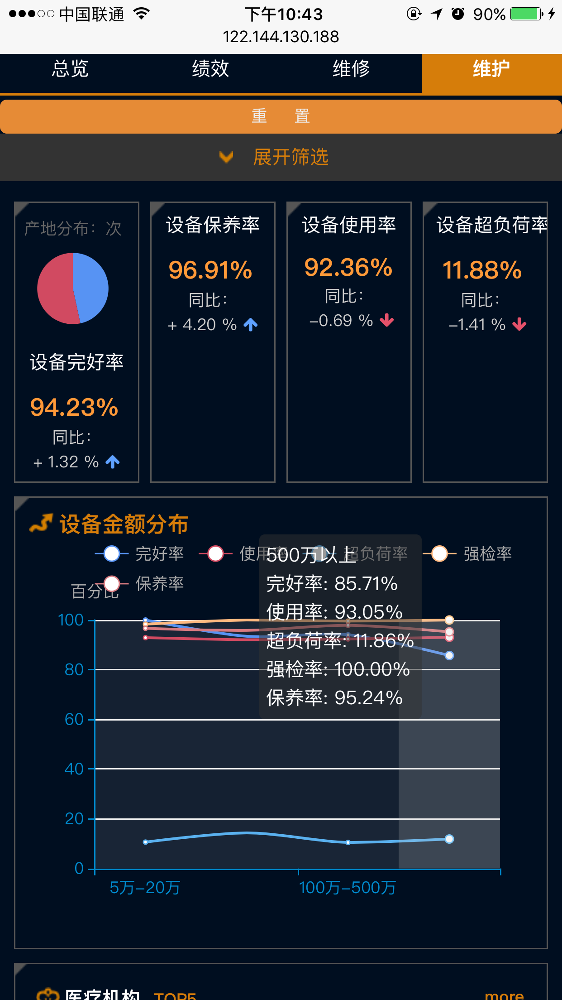 中国联通 下午10:43 90%
122.144.130.188
总览 绩效 维修 维护
重 置
展开筛选
产地分布：次
设备完好率
94.23%
同比：
+ 1.32 %
设备保养率
96.91%
同比：
+ 4.20 %
设备使用率
92.36%
同比：
-0.69 %
设备超负荷率
11.88%
同比：
-1.41 %
设备金额分布
完好率 使用率 超负荷率 强检率
保养率
百分比
500万以上
完好率: 85.71%
使用率: 93.05%
超负荷率: 11.86%
强检率: 100.00%
保养率: 95.24%
100
80
60
40
20
0
5万-20万 100万-500万
医疗机构 TOP5 more